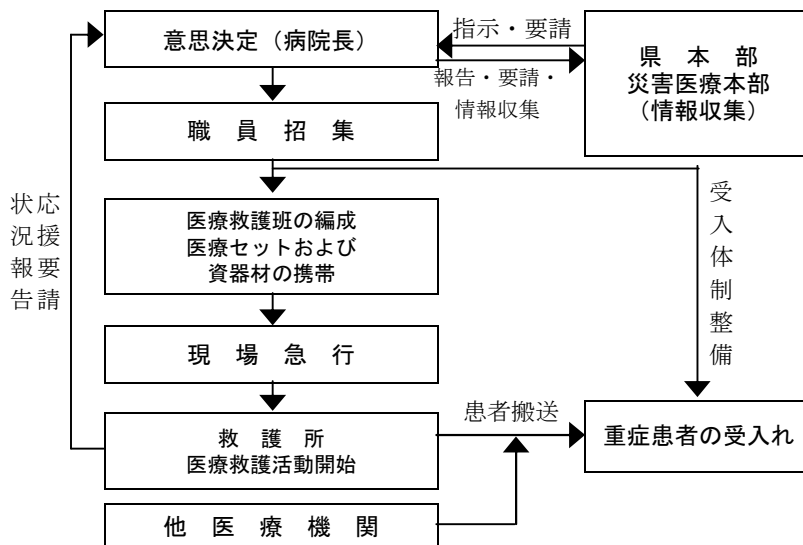 意思決定（病院長）
指示・要請
報告・要請・
情報収集
県　本　部
災害医療本部
（情報収集）
職　員　招　集
医療救護班の編成
医療セットおよび
資器材の携帯
応援要請
状況報告
受入体制整備
現　場　急　行
救　護　所
医療救護活動開始
患者搬送
重症患者の受入れ
他　医　療　機　関